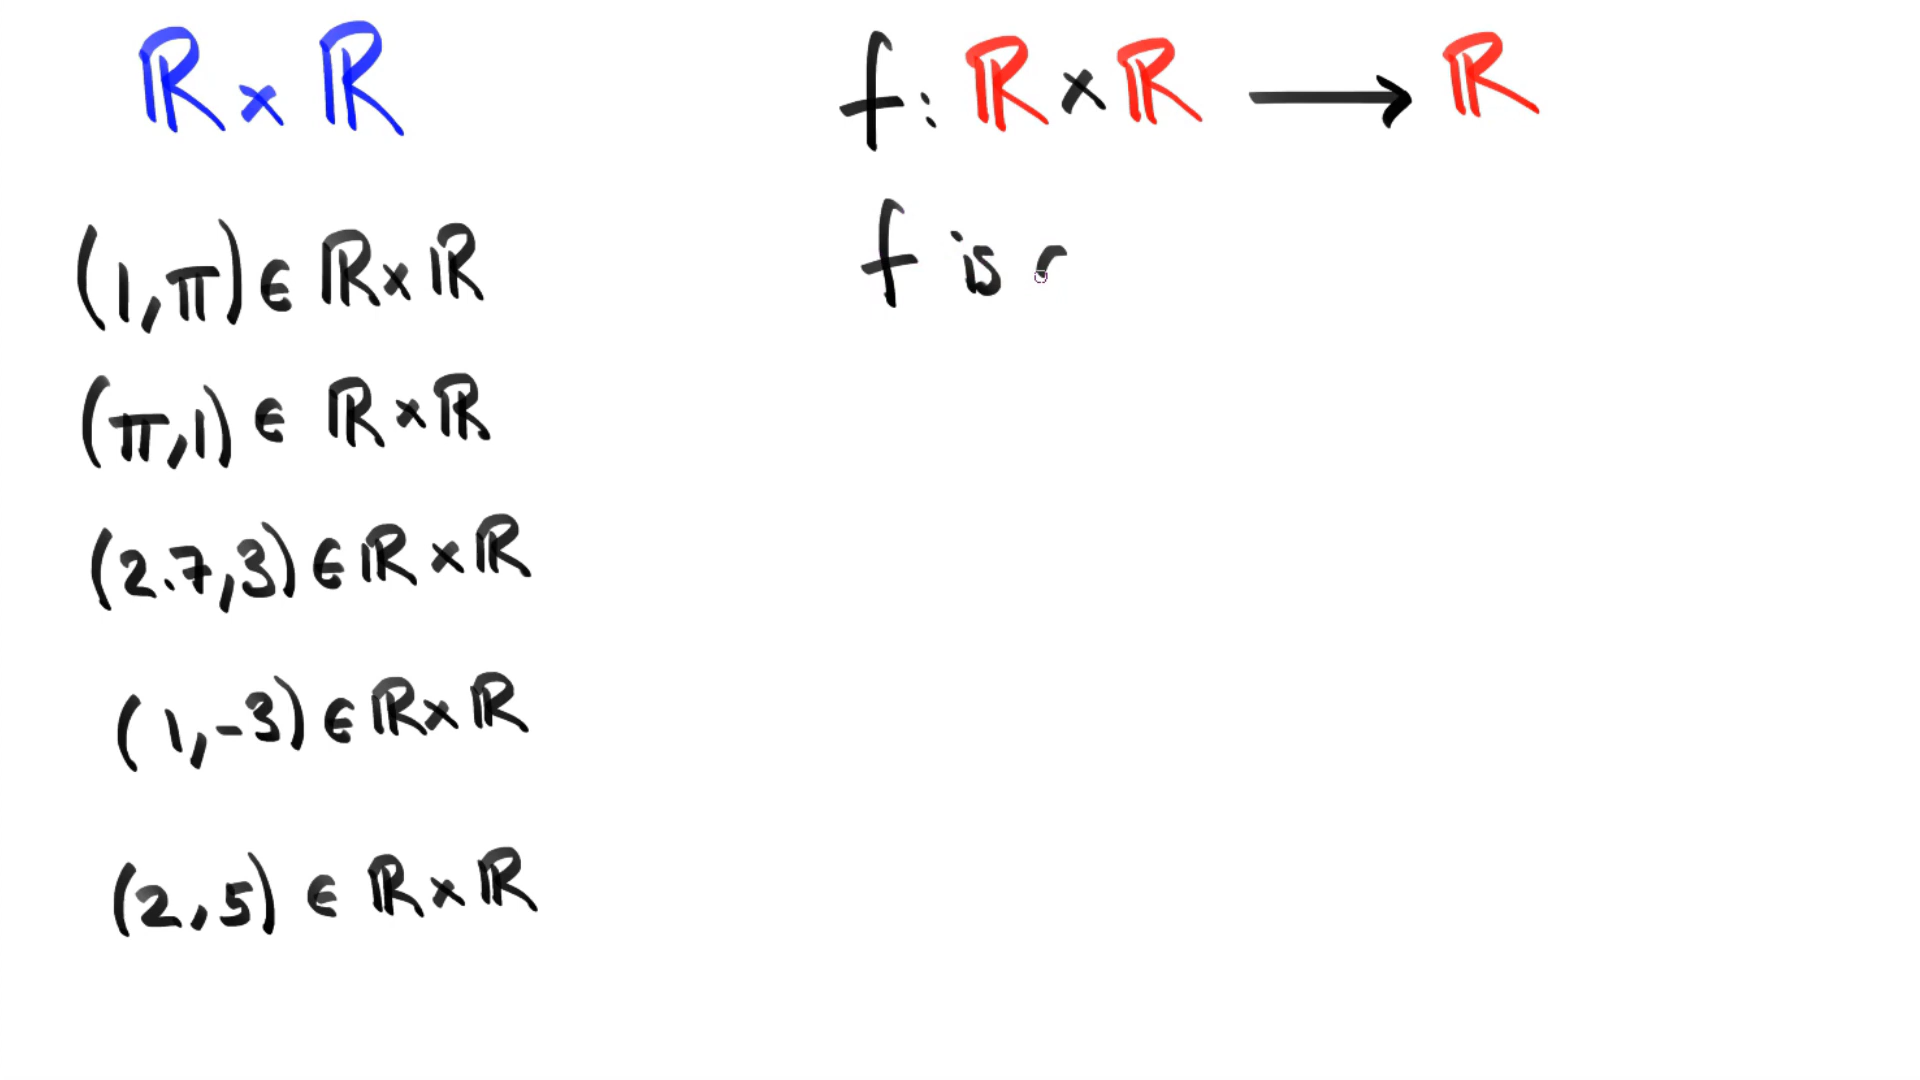 ℝ × ℝ
(1, π) ∈ ℝ × ℝ
(π, 1) ∈ ℝ × ℝ
(2.7, 3) ∈ ℝ × ℝ
(1, -3) ∈ ℝ × ℝ
(2, 5) ∈ ℝ × ℝ
f : ℝ × ℝ ⟶ ℝ
f is